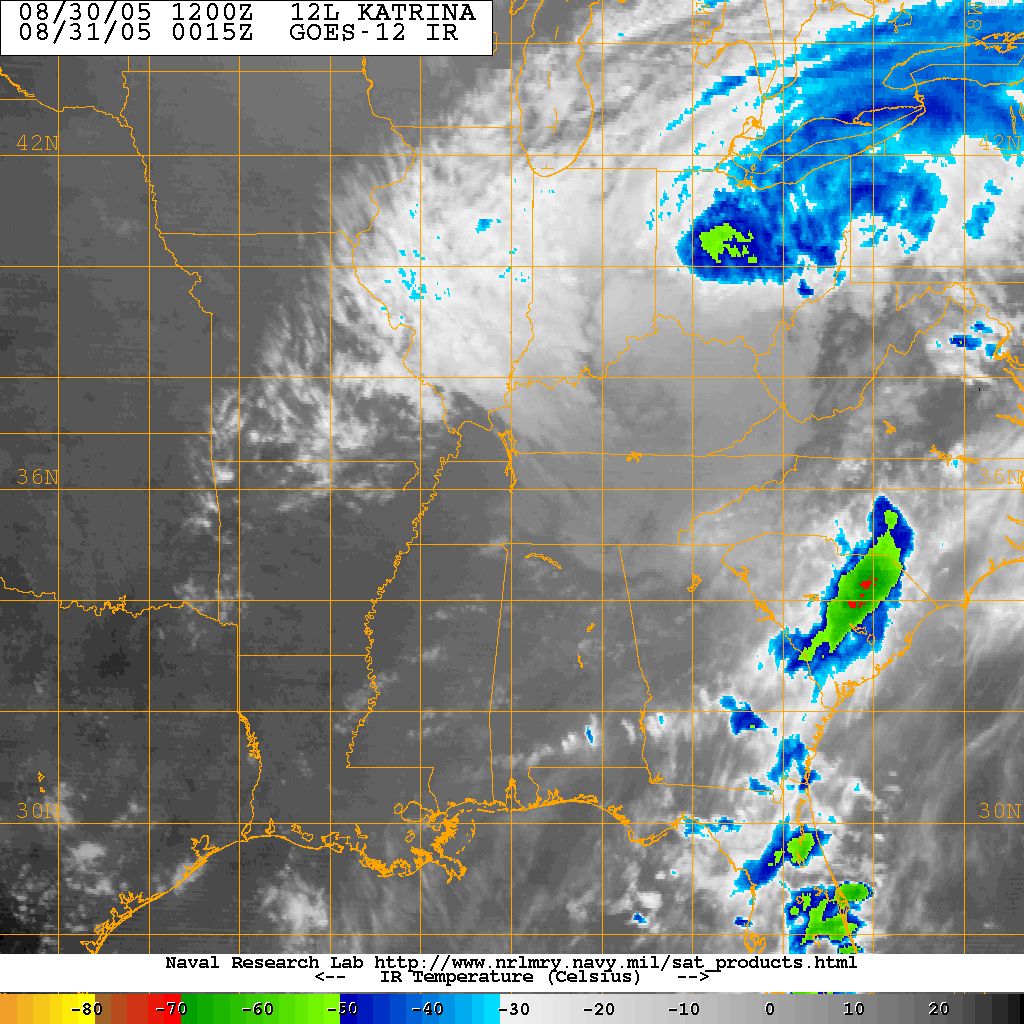 08/30/05 1200Z 12L KATRINA
08/31/05 0015Z GOES-12 IR
78W
42N 42N
36N 36N
30N 30N
Naval Research Lab http://www.nrlmry.navy.mil/sat_products.html
<-- IR Temperature (Celsius) -->
-80 -70 -60 -50 -40 -30 -20 -10 0 10 20